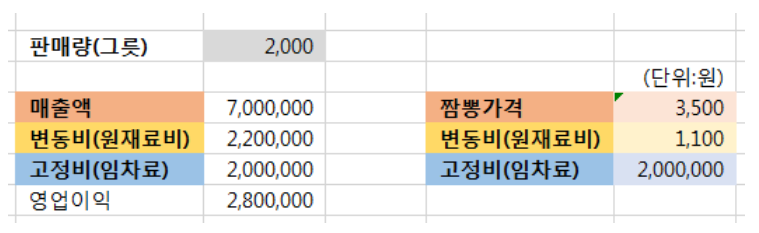 판매량(그릇) 2,000
(단위:원)
매출액 7,000,000 짬뽕가격 3,500
변동비(원재료비) 2,200,000 변동비(원재료비) 1,100
고정비(임차료) 2,000,000 고정비(임차료) 2,000,000
영업이익 2,800,000